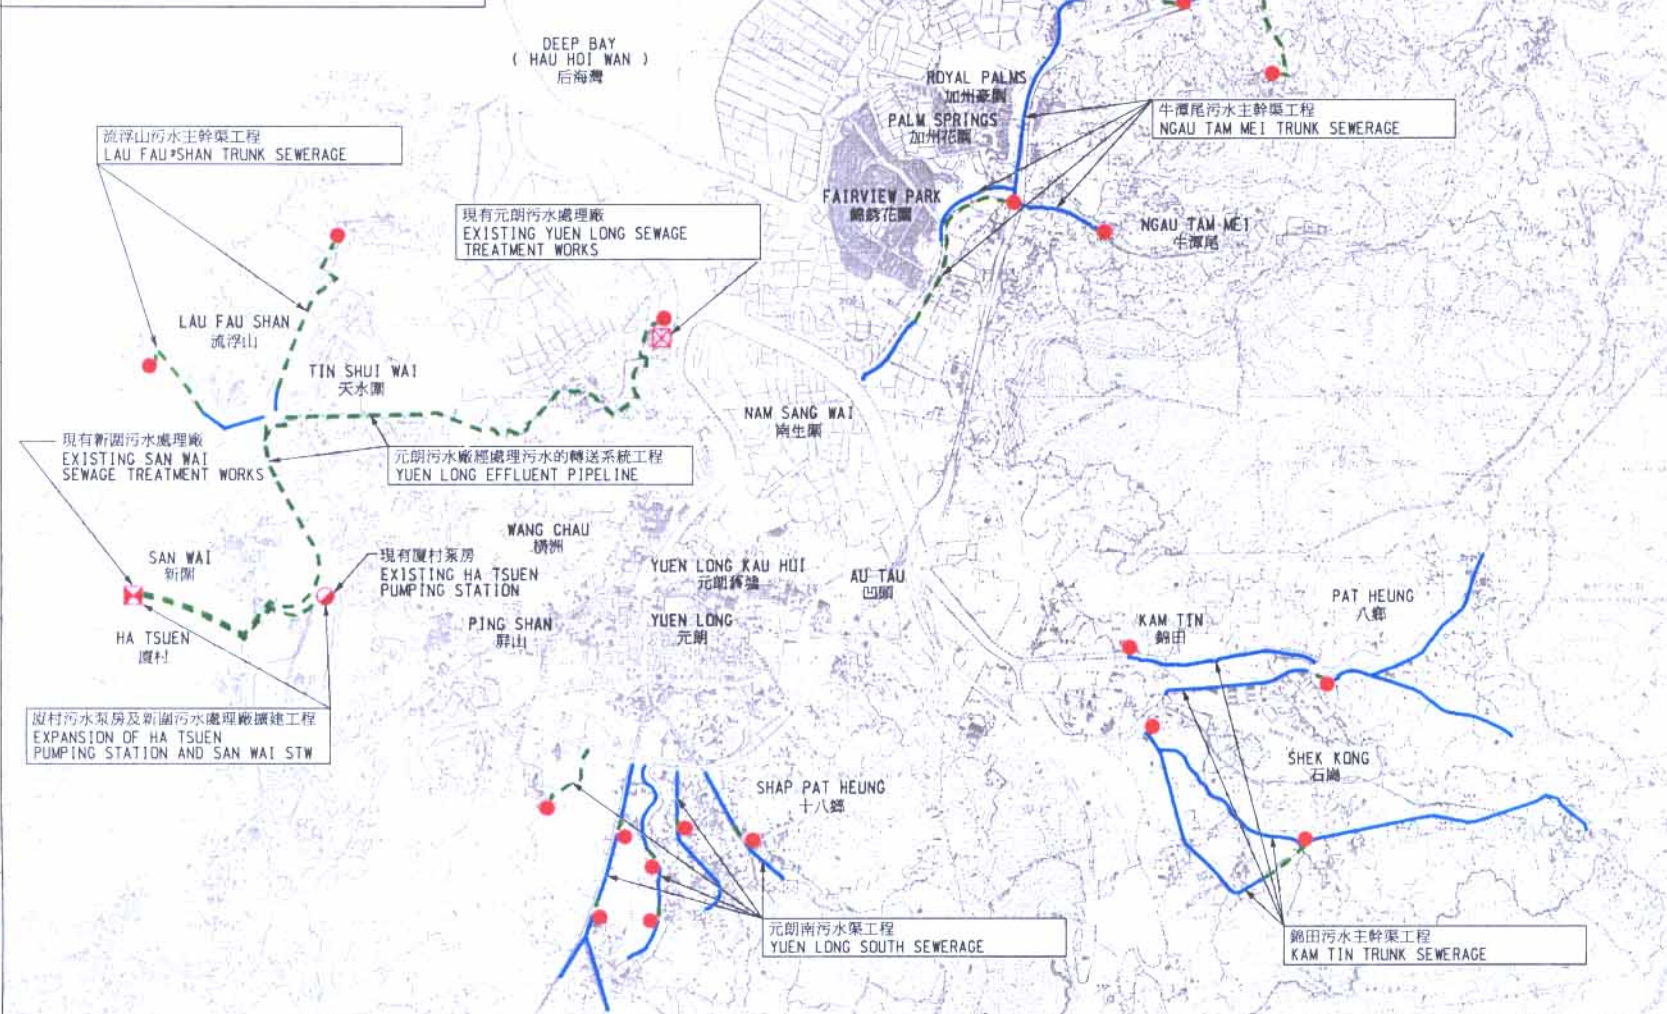 DEEP BAY
( HAU HOI WAN )
后海灣
ROYAL PALMS
加州豪園
PALM SPRINGS
加州花園
牛潭尾污水主幹渠工程
NGAU TAM MEI TRUNK SEWERAGE
流浮山污水主幹渠工程
LAU FAU SHAN TRUNK SEWERAGE
FAIRVIEW PARK
錦綉花園
現有元朗污水處理廠
EXISTING YUEN LONG SEWAGE
TREATMENT WORKS
NGAU TAM MEI
牛潭尾
LAU FAU SHAN
流浮山
TIN SHUI WAI
天水圍
NAM SANG WAI
南生圍
現有新圍污水處理廠
EXISTING SAN WAI
SEWAGE TREATMENT WORKS
元朗污水廠經處理污水的轉送系統工程
YUEN LONG EFFLUENT PIPELINE
WANG CHAU
橫洲
SAN WAI
新圍
現有廈村泵房
EXISTING HA TSUEN
PUMPING STATION
YUEN LONG KAU HUI
元朗舊墟
AU TAU
凹頭
PAT HEUNG
八鄉
HA TSUEN
廈村
PING SHAN
屏山
YUEN LONG
元朗
KAM TIN
錦田
廈村污水泵房及新圍污水處理廠擴建工程
EXPANSION OF HA TSUEN
PUMPING STATION AND SAN WAI STW
SHEK KONG
石崗
SHAP PAT HEUNG
十八鄉
元朗南污水渠工程
YUEN LONG SOUTH SEWERAGE
錦田污水主幹渠工程
KAM TIN TRUNK SEWERAGE